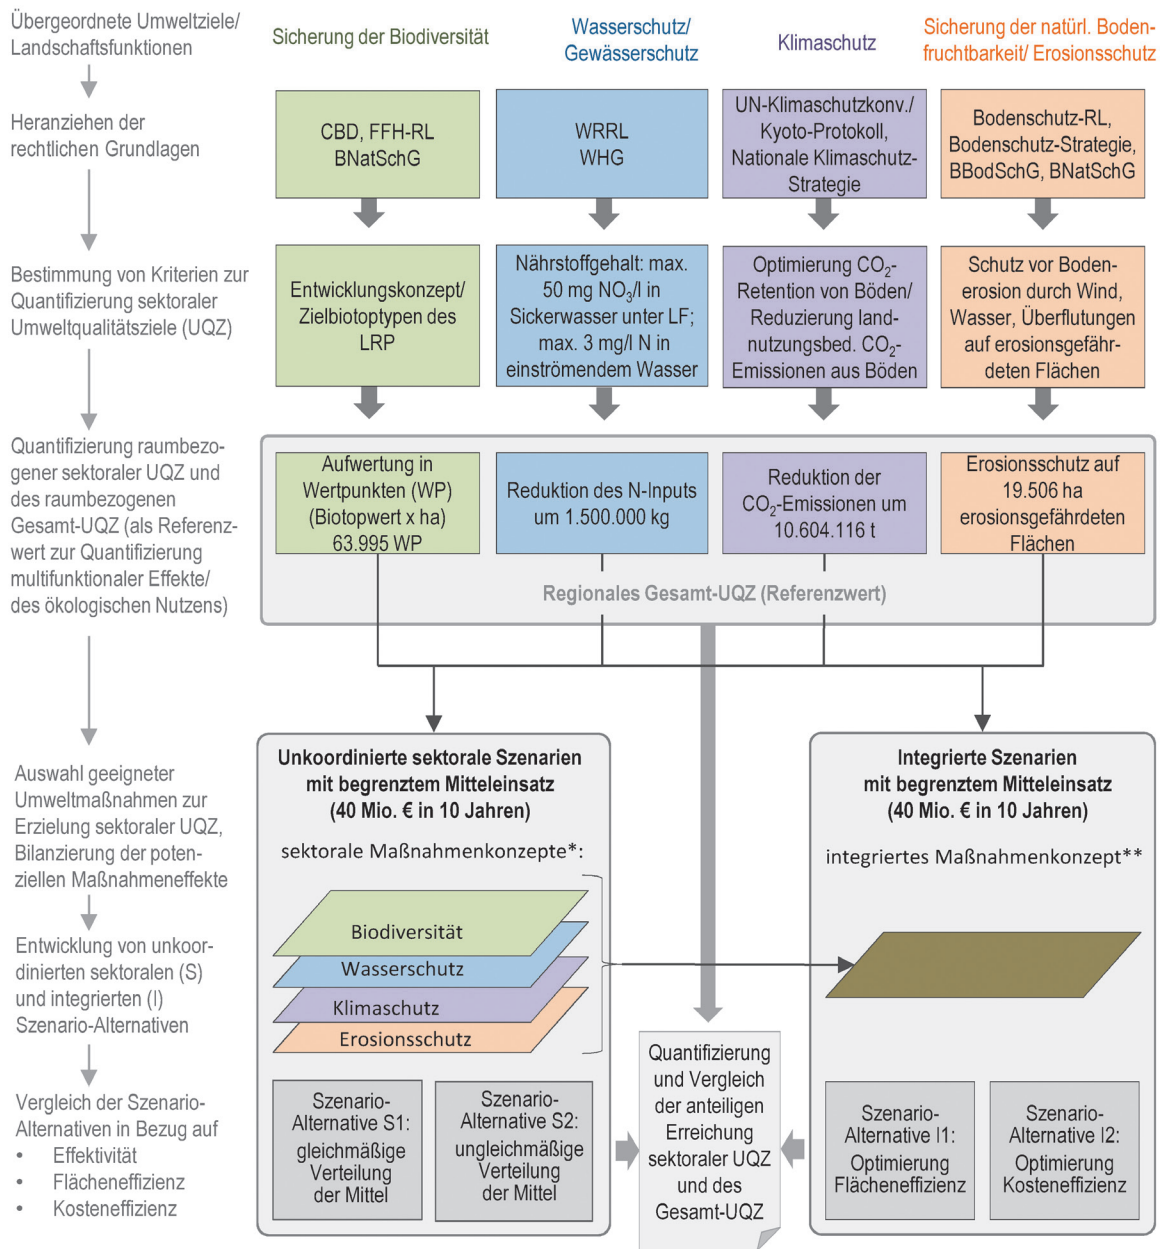 Übergeordnete Umweltziele/
Landschaftsfunktionen
Sicherung der Biodiversität
Wasserschutz/
Gewässerschutz
Klimaschutz
Sicherung der natürl. Boden-
fruchtbarkeit/ Erosionsschutz
Heranziehen der
rechtlichen Grundlagen
CBD, FFH-RL
BNatSchG
WRRL
WHG
UN-Klimaschutzkonv./
Kyoto-Protokoll,
Nationale Klimaschutz-
Strategie
Bodenschutz-RL,
Bodenschutz-Strategie,
BBodSchG, BNatSchG
Bestimmung von Kriterien zur
Quantifizierung sektoraler
Umweltqualitätsziele (UQZ)
Entwicklungskonzept/
Zielbiotoptypen des
LRP
Nährstoffgehalt: max.
50 mg NO₃/l in
Sickerwasser unter LF;
max. 3 mg/l N in
einströmendem Wasser
Optimierung CO₂-
Retention von Böden/
Reduzierung land-
nutzungsbed. CO₂-
Emissionen aus Böden
Schutz vor Boden-
erosion durch Wind,
Wasser, Überflutungen
auf erosionsgefähr-
deten Flächen
Quantifizierung raumbezo-
gener sektoraler UQZ und
des raumbezogenen
Gesamt-UQZ (als Referenz-
wert zur Quantifizierung
multifunktionaler Effekte/
des ökologischen Nutzens)
Aufwertung in
Wertpunkten (WP)
(Biotopwert x ha)
63.995 WP
Reduktion des N-Inputs
um 1.500.000 kg
Reduktion der
CO₂-Emissionen um
10.604.116 t
Erosionsschutz auf
19.506 ha
erosionsgefährdeten
Flächen
Regionales Gesamt-UQZ (Referenzwert)
Auswahl geeigneter
Umweltmaßnahmen zur
Erzielung sektoraler UQZ,
Bilanzierung der poten-
ziellen Maßnahmeneffekte
Unkoordinierte sektorale Szenarien
mit begrenztem Mitteleinsatz
(40 Mio. € in 10 Jahren)
sektorale Maßnahmenkonzepte*:
Biodiversität
Wasserschutz
Klimaschutz
Erosionsschutz
Integrierte Szenarien
mit begrenztem Mitteleinsatz
(40 Mio. € in 10 Jahren)
integriertes Maßnahmenkonzept**
Entwicklung von unkoor-
dinierten sektoralen (S)
und integrierten (I)
Szenario-Alternativen
Vergleich der Szenario-
Alternativen in Bezug auf
• Effektivität
• Flächeneffizienz
• Kosteneffizienz
Szenario-
Alternative S1:
gleichmäßige
Verteilung
der Mittel
Szenario-
Alternative S2:
ungleichmäßige
Verteilung
der Mittel
Quantifizierung
und Vergleich
der anteiligen
Erreichung
sektoraler UQZ
und des
Gesamt-UQZ
Szenario-
Alternative I1:
Optimierung
Flächeneffizienz
Szenario-
Alternative I2:
Optimierung
Kosteneffizienz